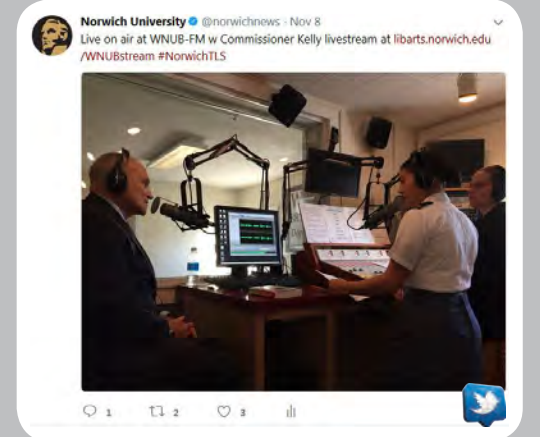 Norwich University @norwichnews · Nov 8
Live on air at WNUB-FM w Commissioner Kelly livestream at libarts.norwich.edu
/WNUBstream #NorwichTLS
1 2 3